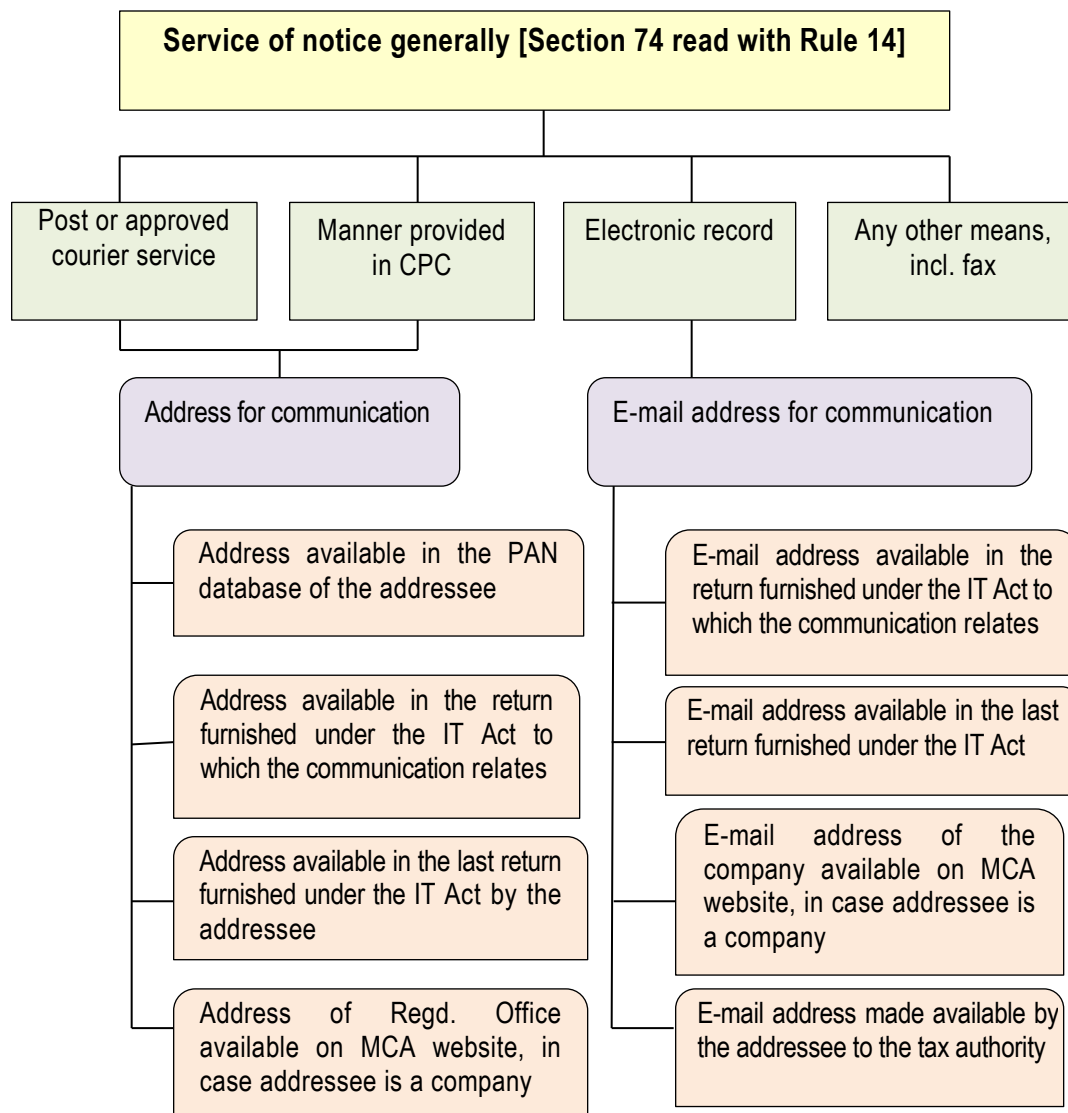 Service of notice generally [Section 74 read with Rule 14]
Post or approved
courier service
Manner provided
in CPC
Electronic record
Any other means,
incl. fax
Address for communication
E-mail address for communication
Address available in the PAN
database of the addressee
Address available in the return
furnished under the IT Act to
which the communication relates
Address available in the last return
furnished under the IT Act by the
addressee
Address of Regd. Office
available on MCA website, in
case addressee is a company
E-mail address available in the
return furnished under the IT Act to
which the communication relates
E-mail address available in the last
return furnished under the IT Act
E-mail address of the
company available on MCA
website, in case addressee is
a company
E-mail address made available by
the addressee to the tax authority